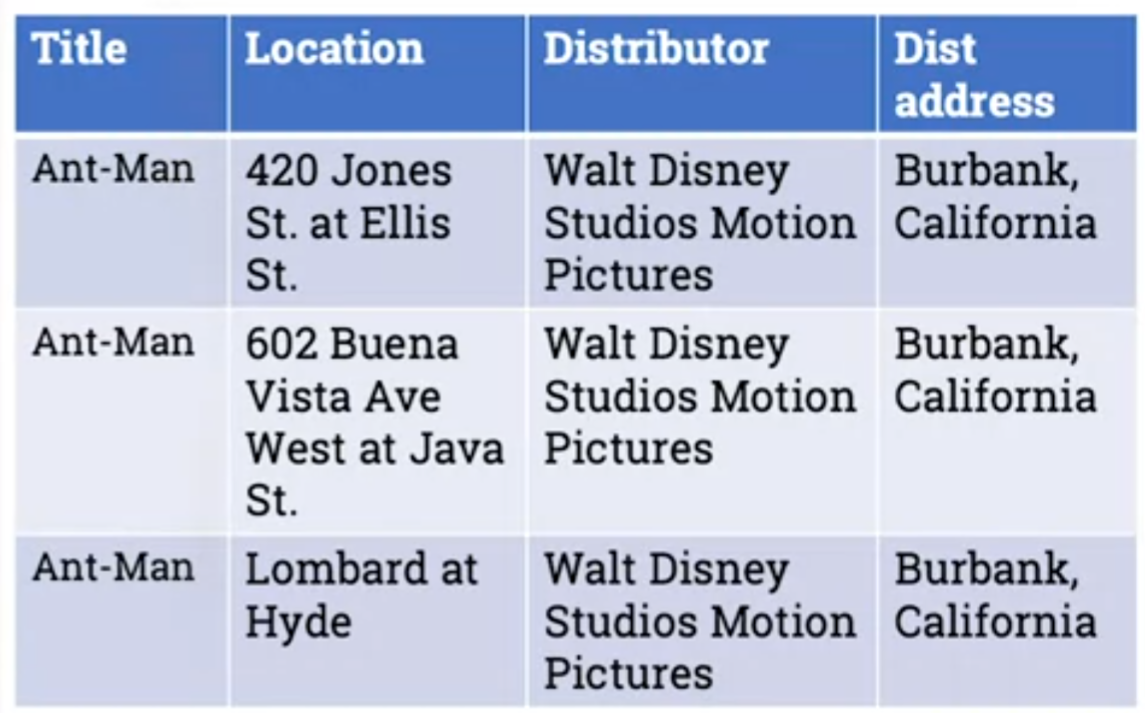 Title
Location
Distributor
Dist
address
Ant-Man
420 Jones
St. at Ellis
St.
Walt Disney
Studios Motion
Pictures
Burbank,
California
Ant-Man
602 Buena
Vista Ave
West at Java
St.
Walt Disney
Studios Motion
Pictures
Burbank,
California
Ant-Man
Lombard at
Hyde
Walt Disney
Studios Motion
Pictures
Burbank,
California